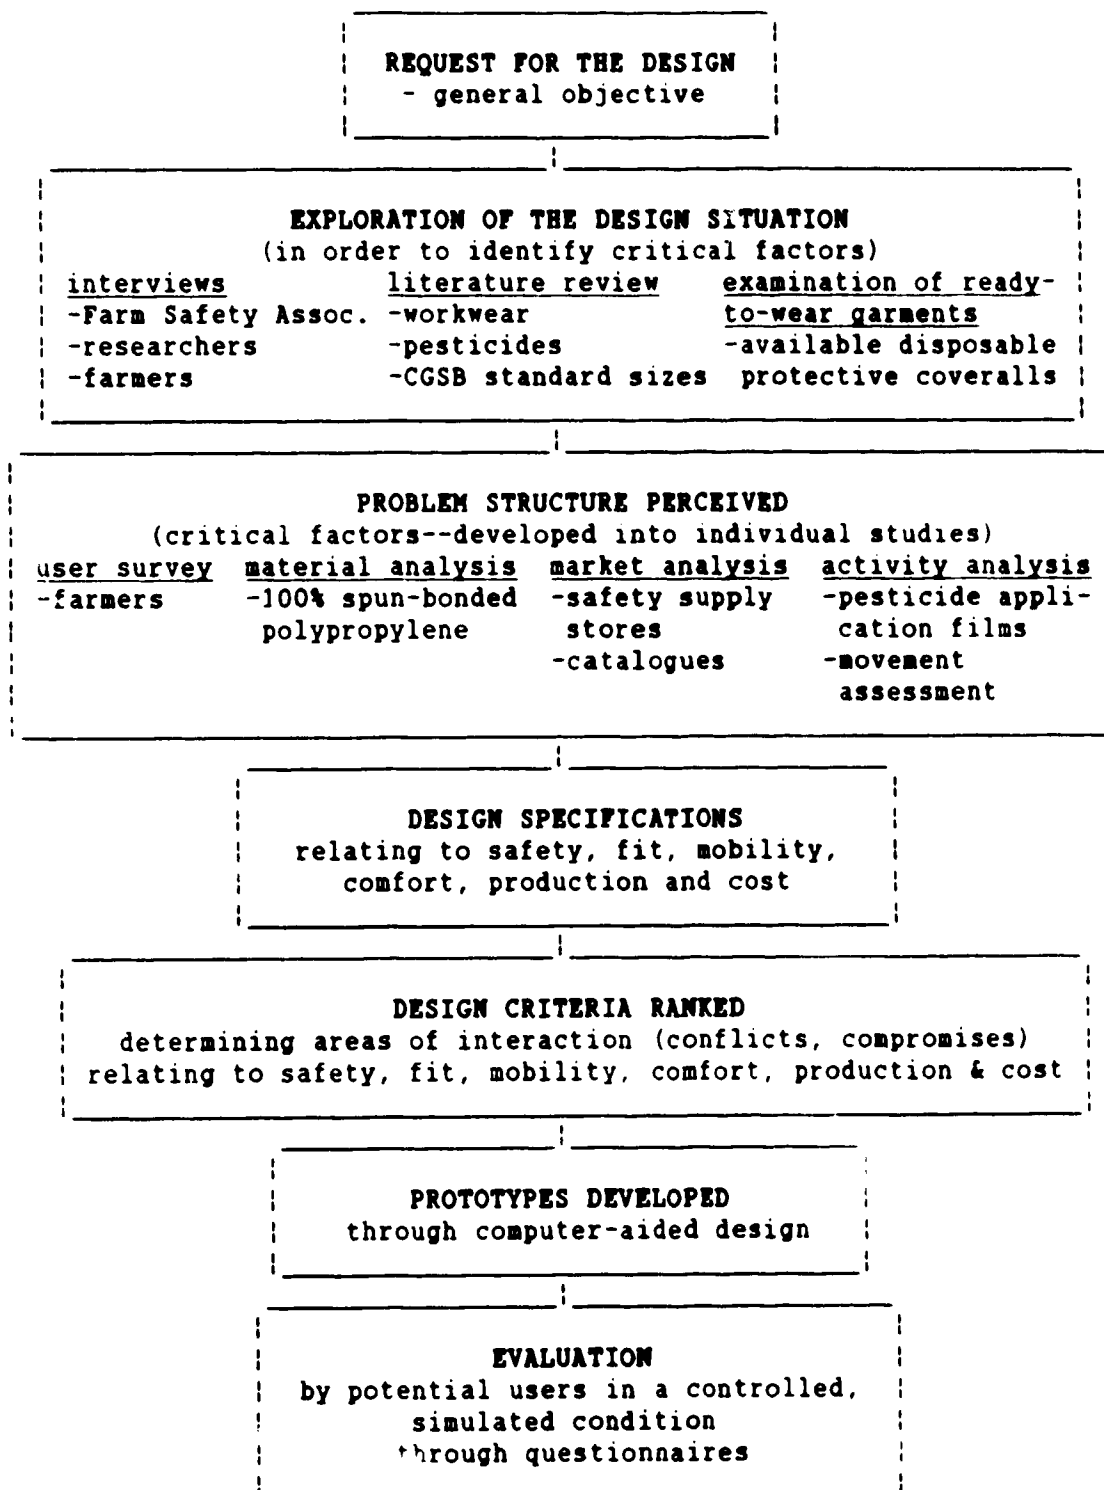 REQUEST FOR THE DESIGN
- general objective
EXPLORATION OF THE DESIGN SITUATION
(in order to identify critical factors)
interviews literature review examination of ready-
-Farm Safety Assoc. -workwear to-wear garments
-researchers -pesticides -available disposable
-farmers -CGSB standard sizes protective coveralls
PROBLEM STRUCTURE PERCEIVED
(critical factors--developed into individual studies)
user survey material analysis market analysis activity analysis
-farmers -100% spun-bonded -safety supply -pesticide appli-
polypropylene stores cation films
-catalogues -movement
assessment
DESIGN SPECIFICATIONS
relating to safety, fit, mobility,
comfort, production and cost
DESIGN CRITERIA RANKED
determining areas of interaction (conflicts, compromises)
relating to safety, fit, mobility, comfort, production & cost
PROTOTYPES DEVELOPED
through computer-aided design
EVALUATION
by potential users in a controlled,
simulated condition
through questionnaires